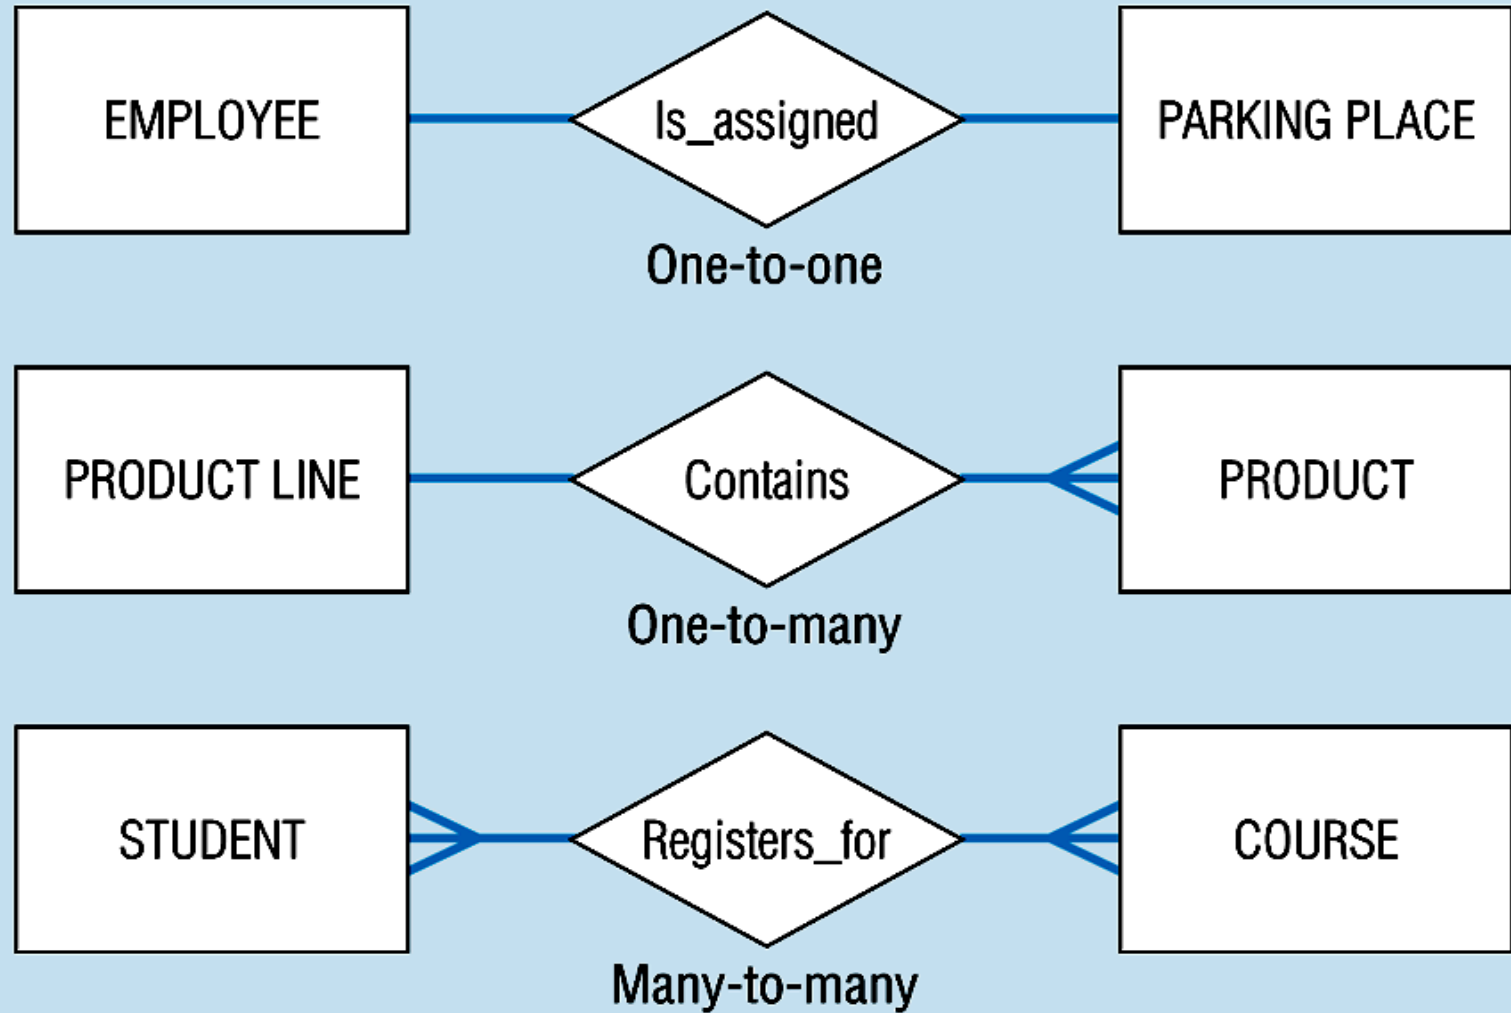 EMPLOYEE
Is_assigned
PARKING PLACE
One-to-one
PRODUCT LINE
Contains
PRODUCT
One-to-many
STUDENT
Registers_for
COURSE
Many-to-many